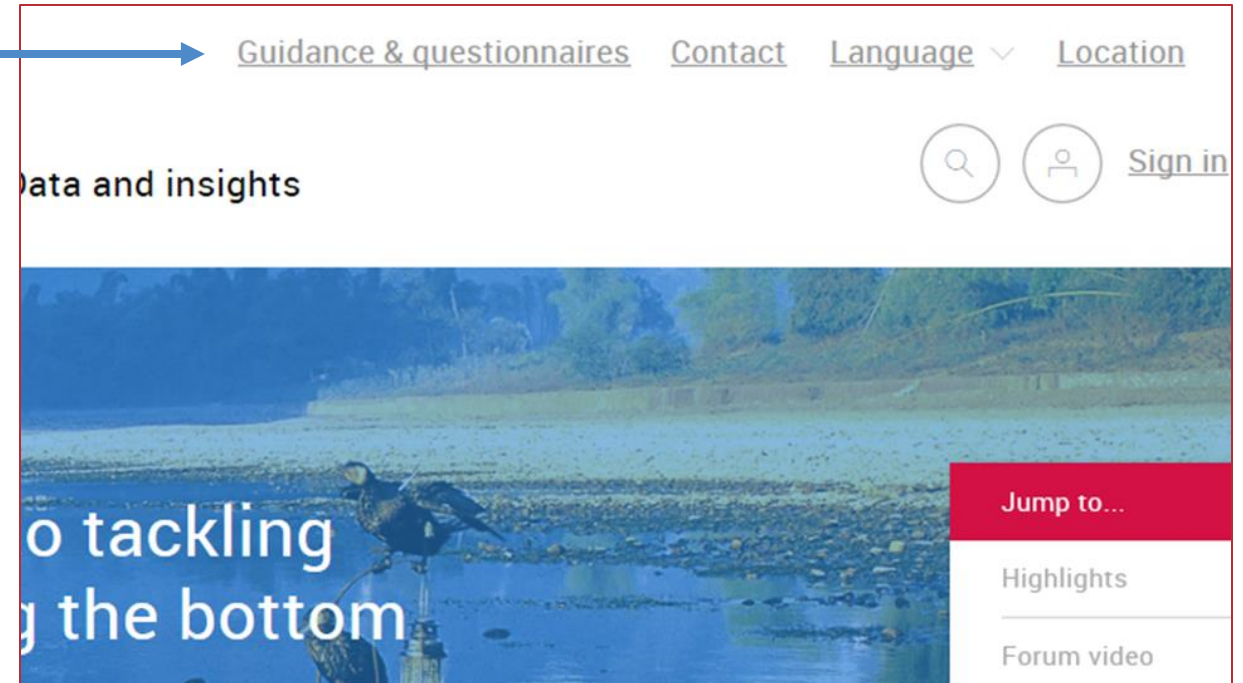 Guidance & questionnaires Contact Language Location
Sign in
Data and insights
o tackling
g the bottom
Jump to...
Highlights
Forum video